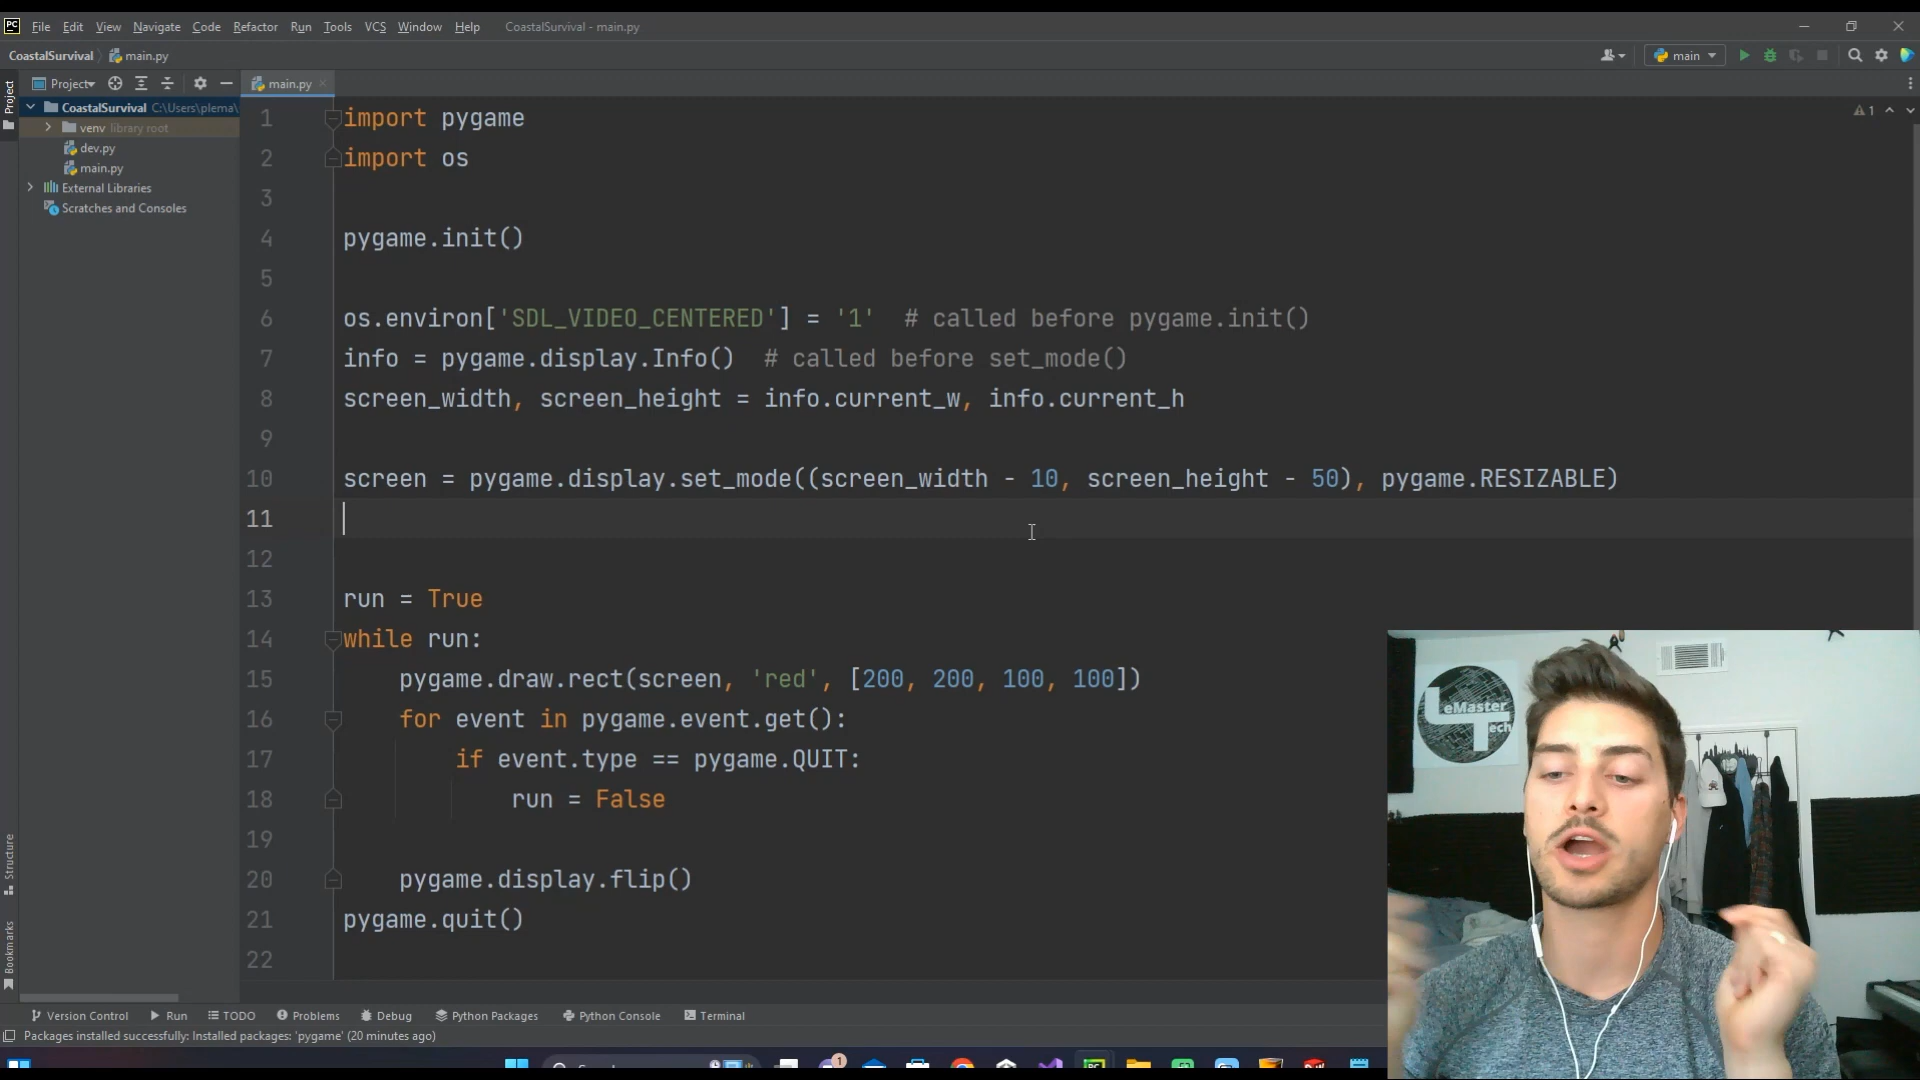 PC File Edit View Navigate Code Refactor Run Tools VCS Window Help CoastalSurvival - main.py
CoastalSurvival main.py main
Project main.py
Project
CoastalSurvival C:\Users\plema\
venv library root
dev.py
main.py
External Libraries
Scratches and Consoles
1
1 import pygame
2 import os
3
4 pygame.init()
5
6 os.environ['SDL_VIDEO_CENTERED'] = '1'  # called before pygame.init()
7 info = pygame.display.Info()  # called before set_mode()
8 screen_width, screen_height = info.current_w, info.current_h
9
10 screen = pygame.display.set_mode((screen_width - 10, screen_height - 50), pygame.RESIZABLE)
11
12
13 run = True
14 while run:
15     pygame.draw.rect(screen, 'red', [200, 200, 100, 100])
16     for event in pygame.event.get():
17         if event.type == pygame.QUIT:
18             run = False
19
20     pygame.display.flip()
21 pygame.quit()
22
Structure
Bookmarks
LeMaster
Tech
Version Control Run TODO Problems Debug Python Packages Python Console Terminal
Packages installed successfully: Installed packages: 'pygame' (20 minutes ago)
1